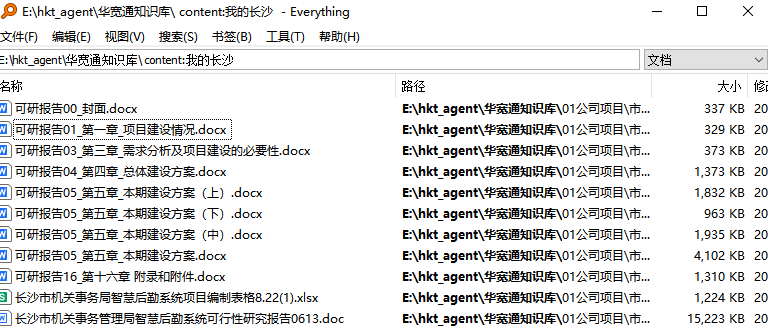 E:\hkt_agent\华宽通知识库\ content:我的长沙 - Everything
文件(F) 编辑(E) 视图(V) 搜索(S) 书签(B) 工具(T) 帮助(H)
E:\hkt_agent\华宽通知识库\ content:我的长沙 文档
名称 路径 大小 修改
可研报告00_封面.docx E:\hkt_agent\华宽通知识库\01公司项目\市... 337 KB 20
可研报告01_第一章_项目建设情况.docx E:\hkt_agent\华宽通知识库\01公司项目\市... 329 KB 20
可研报告03_第三章_需求分析及项目建设的必要性.docx E:\hkt_agent\华宽通知识库\01公司项目\市... 373 KB 20
可研报告04_第四章_总体建设方案.docx E:\hkt_agent\华宽通知识库\01公司项目\市... 1,373 KB 20
可研报告05_第五章_本期建设方案（上）.docx E:\hkt_agent\华宽通知识库\01公司项目\市... 1,832 KB 20
可研报告05_第五章_本期建设方案（下）.docx E:\hkt_agent\华宽通知识库\01公司项目\市... 963 KB 20
可研报告05_第五章_本期建设方案（中）.docx E:\hkt_agent\华宽通知识库\01公司项目\市... 1,935 KB 20
可研报告05_第五章_本期建设方案.docx E:\hkt_agent\华宽通知识库\01公司项目\市... 4,102 KB 20
可研报告16_第十六章 附录和附件.docx E:\hkt_agent\华宽通知识库\01公司项目\市... 1,310 KB 20
长沙市机关事务局智慧后勤系统项目编制表格8.22(1).xlsx E:\hkt_agent\华宽通知识库\01公司项目\市... 1,224 KB 20
长沙市机关事务管理局智慧后勤系统可行性研究报告0613.doc E:\hkt_agent\华宽通知识库\01公司项目\市... 15,223 KB 20